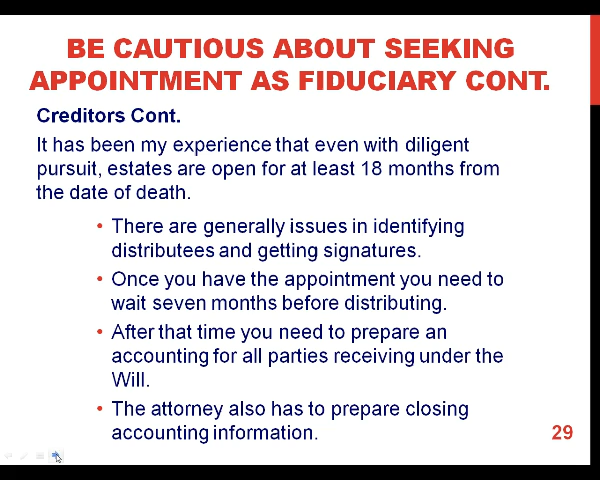 BE CAUTIOUS ABOUT SEEKING
APPOINTMENT AS FIDUCIARY CONT.
Creditors Cont.
It has been my experience that even with diligent
pursuit, estates are open for at least 18 months from
the date of death.
• There are generally issues in identifying
distributees and getting signatures.
• Once you have the appointment you need to
wait seven months before distributing.
• After that time you need to prepare an
accounting for all parties receiving under the
Will.
• The attorney also has to prepare closing
accounting information.
29